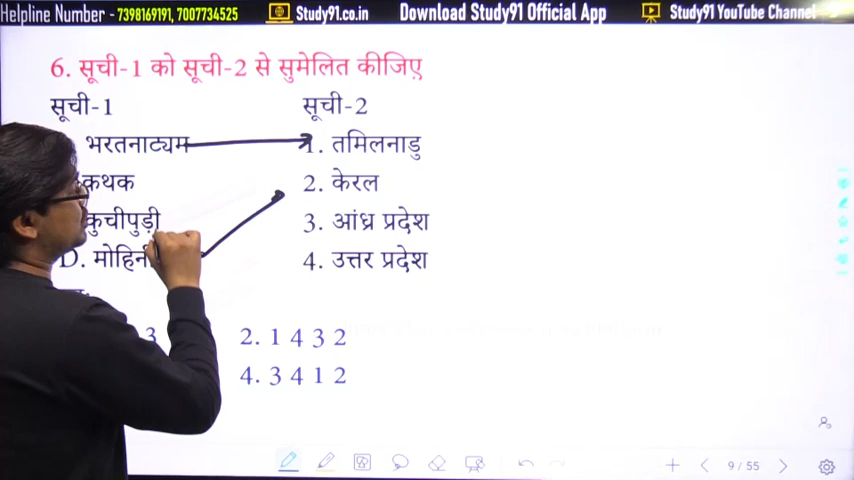 Helpline Number - 7398169191, 7007734525 Study91.co.in Download Study91 Official App Study91 YouTube Channel
6. सूची-1 को सूची-2 से सुमेलित कीजिए
सूची-1 सूची-2
भरतनाट्यम 1. तमिलनाडु
कथक 2. केरल
कुचीपुड़ी 3. आंध्र प्रदेश
D. 4. उत्तर प्रदेश
3 2. 1 4 3 2
4. 3 4 1 2
9 / 55